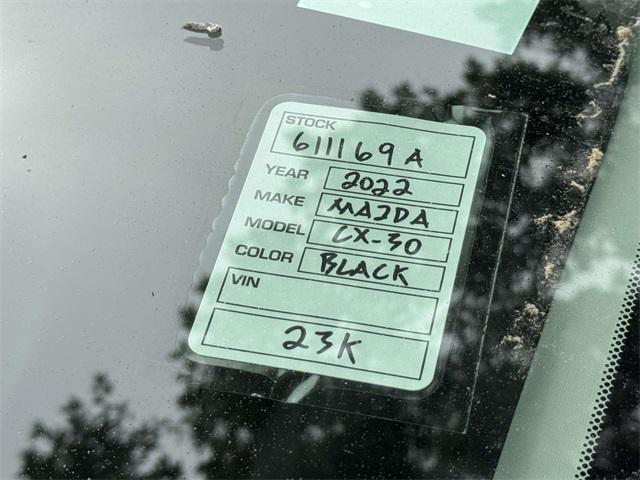 STOCK
611169A
YEAR 2022
MAKE MAZDA
MODEL CX-30
COLOR BLACK
VIN
23K